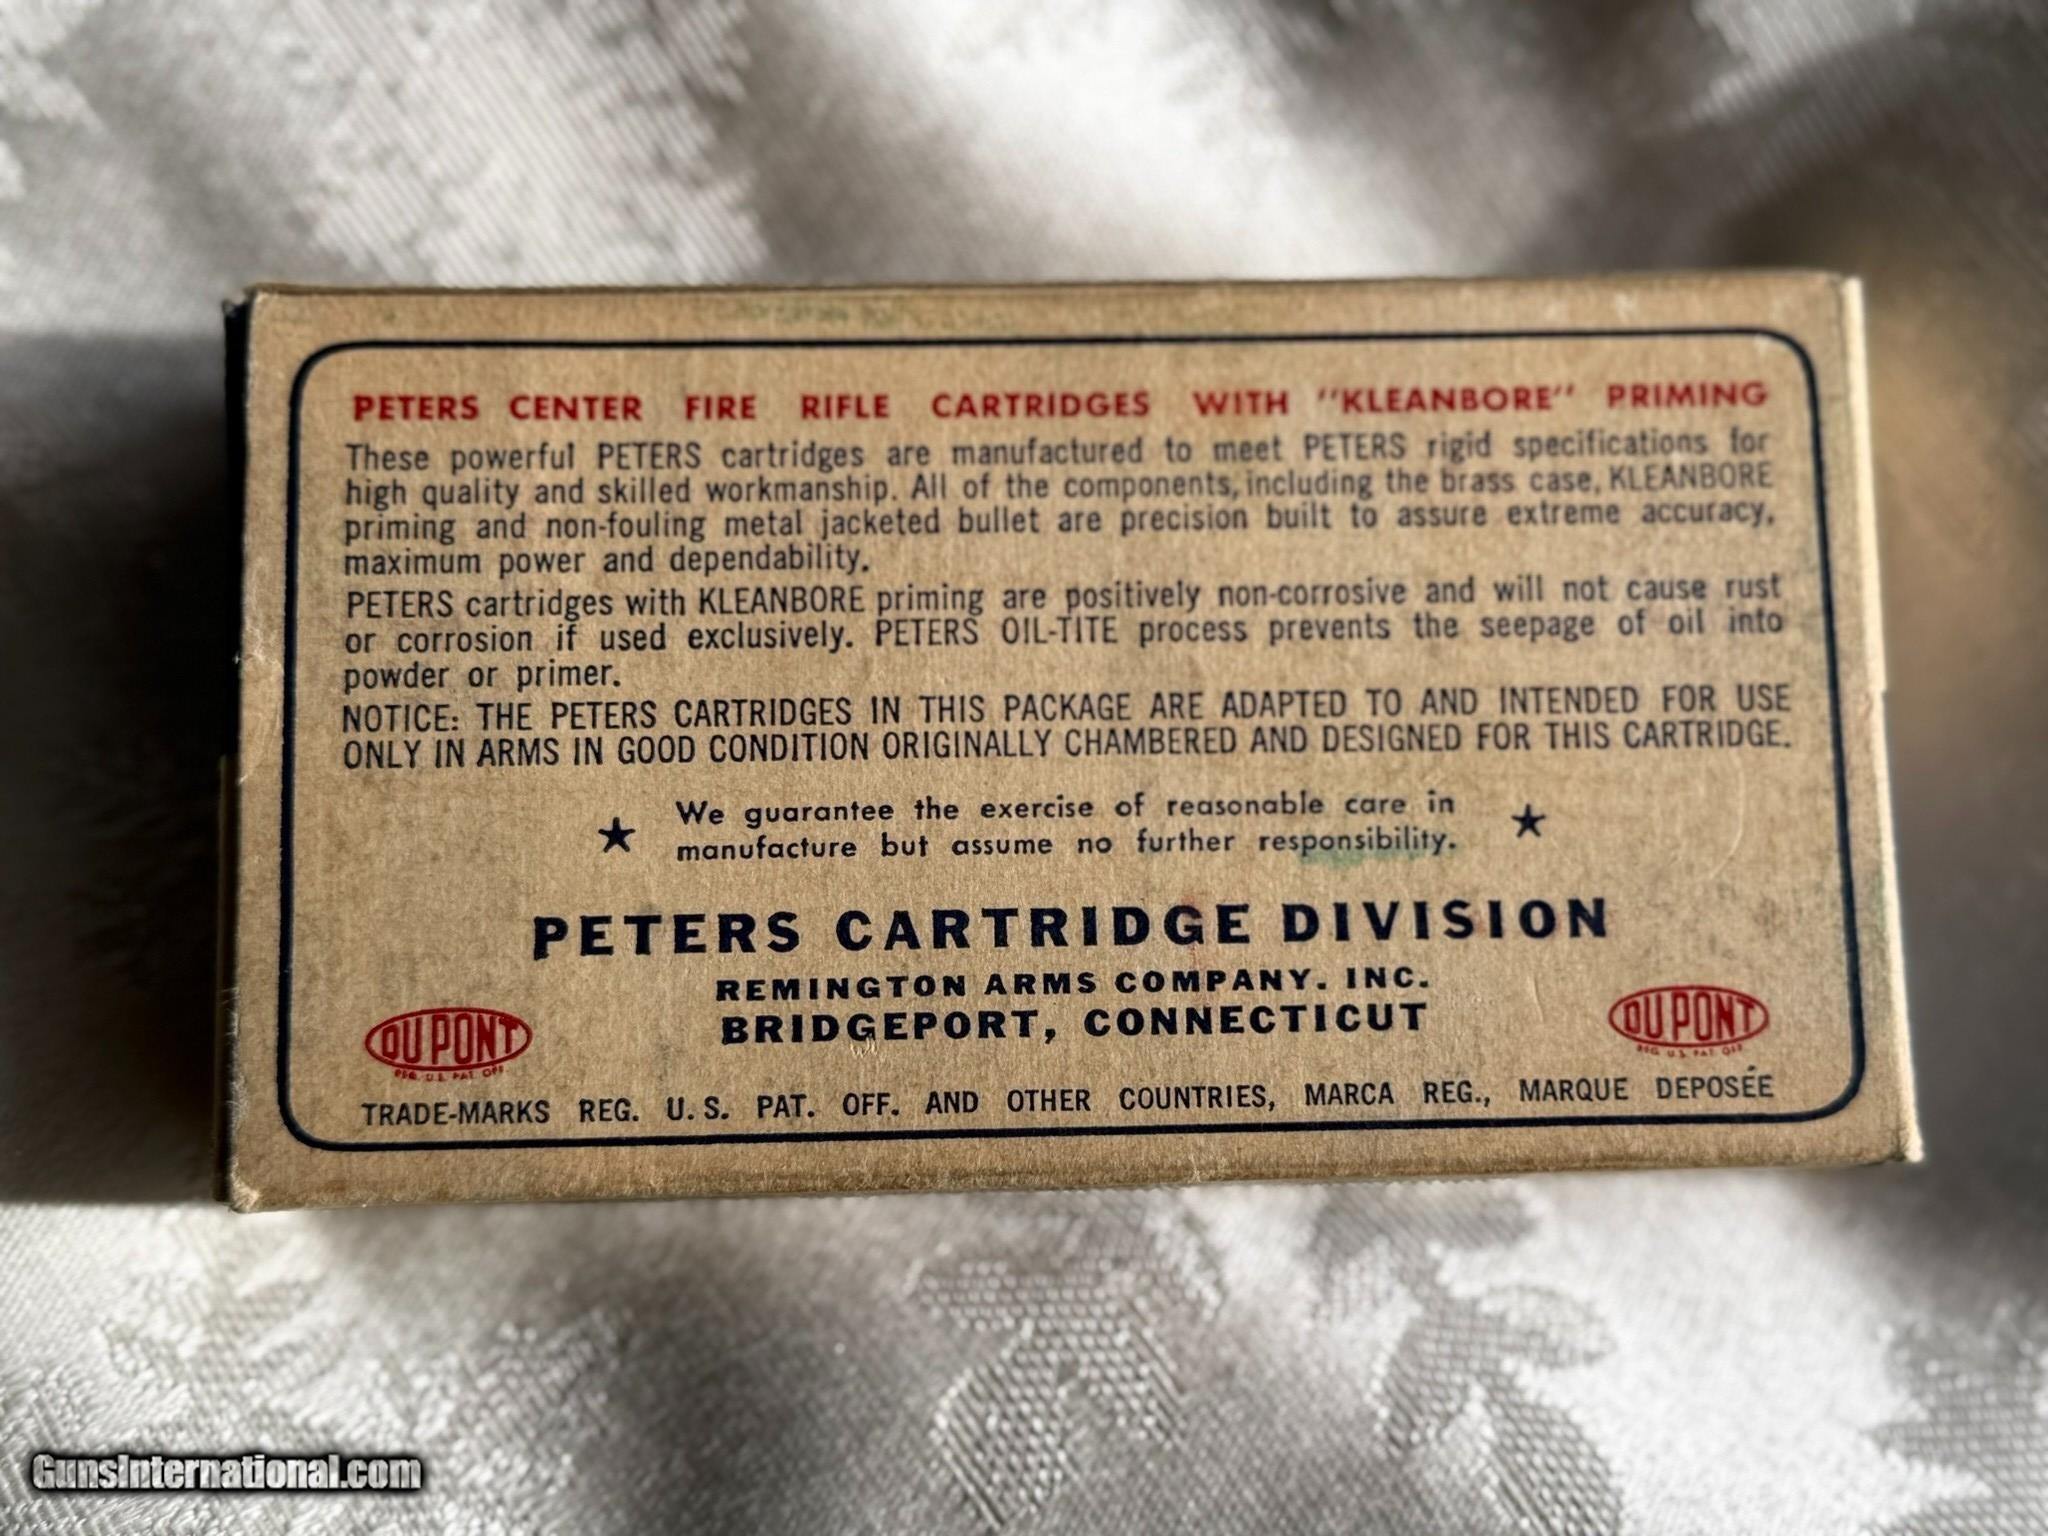 PETERS CENTER FIRE RIFLE CARTRIDGES WITH "KLEANBORE" PRIMING
These powerful PETERS cartridges are manufactured to meet PETERS rigid specifications for
high quality and skilled workmanship. All of the components, including the brass case, KLEANBORE
priming and non-fouling metal jacketed bullet are precision built to assure extreme accuracy,
maximum power and dependability.
PETERS cartridges with KLEANBORE priming are positively non-corrosive and will not cause rust
or corrosion if used exclusively. PETERS OIL-TITE process prevents the seepage of oil into
powder or primer.
NOTICE: THE PETERS CARTRIDGES IN THIS PACKAGE ARE ADAPTED TO AND INTENDED FOR USE
ONLY IN ARMS IN GOOD CONDITION ORIGINALLY CHAMBERED AND DESIGNED FOR THIS CARTRIDGE.
★ We guarantee the exercise of reasonable care in ★
manufacture but assume no further responsibility.
PETERS CARTRIDGE DIVISION
REMINGTON ARMS COMPANY. INC.
BRIDGEPORT, CONNECTICUT
DU PONT
REG. U.S. PAT. OFF.
DU PONT
REG. U.S. PAT. OFF.
TRADE-MARKS REG. U. S. PAT. OFF. AND OTHER COUNTRIES, MARCA REG., MARQUE DEPOSÉE
GunsInternational.com